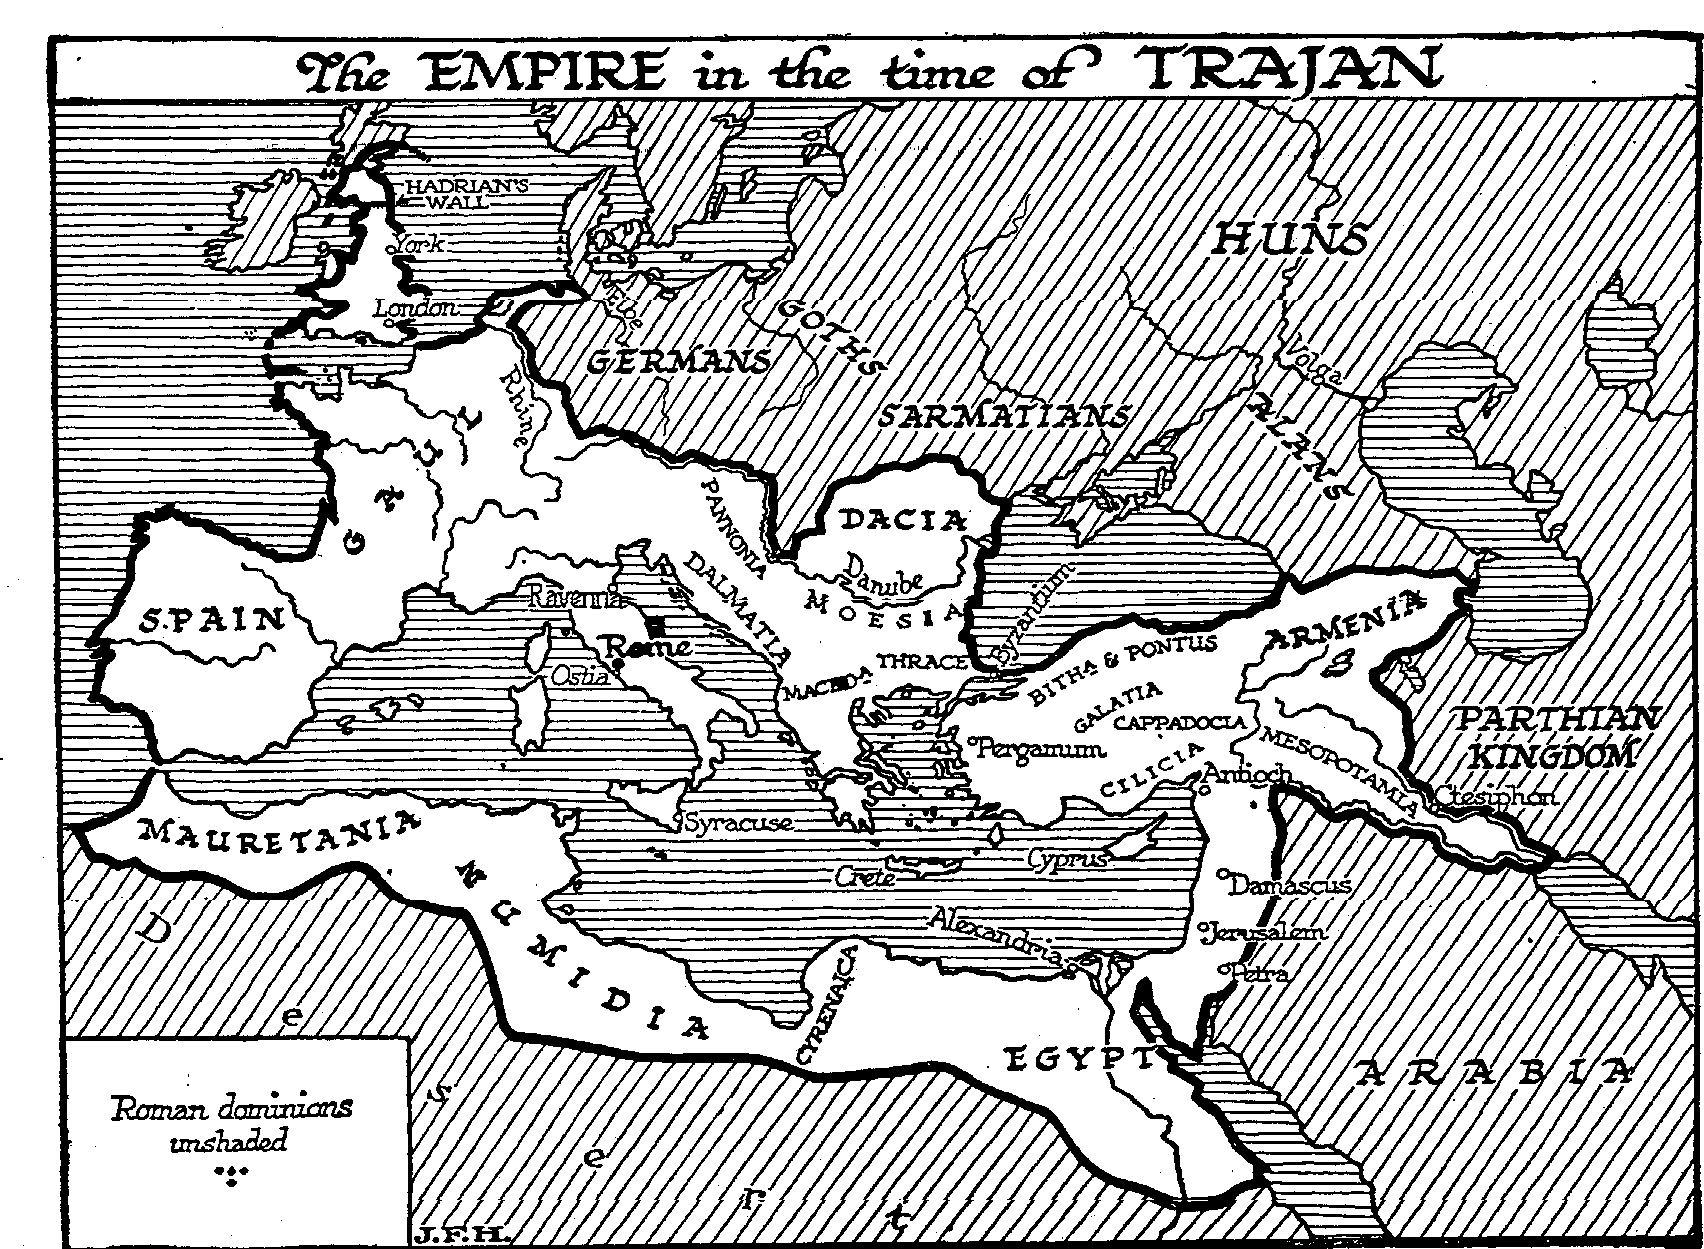 The EMPIRE in the time of TRAJAN
HADRIAN'S
WALL
York
London
Elbe
HUNS
GOTHS
GERMANS
Rhine
Volga
SARMATIANS
ALANS
GAUL
PANNONIA
DACIA
Danube
DALMATIA
MOESIA
Ravenna
SPAIN
Byzantium
ARMENIA
Rome
Ostia
THRACE
MACEDA
BITHA & PONTUS
GALATIA
CAPPADOCIA
Pergamum
CILICIA
Antioch
MESOPOTAMIA
PARTHIAN
KINGDOM
Ctesiphon
MAURETANIA
Syracuse
Crete
Cyprus
NUMIDIA
Damascus
Alexandria
Jerusalem
Petra
CYRENAICA
EGYPT
ARABIA
Desert
Roman dominions
unshaded
J.F.H.